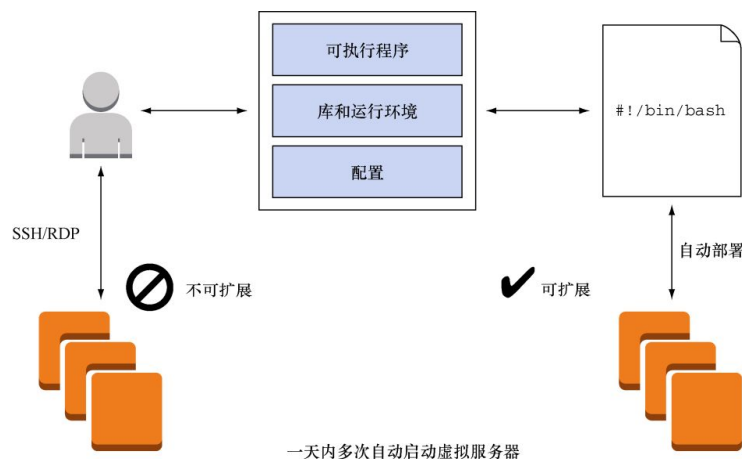 可执行程序
库和运行环境
配置
#!/bin/bash
SSH/RDP
不可扩展
可扩展
自动部署
一天内多次自动启动虚拟服务器